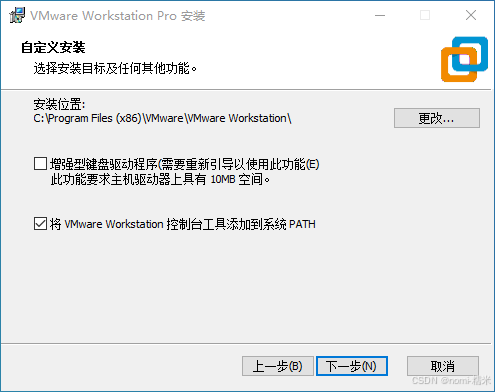 VMware Workstation Pro 安装
自定义安装
选择安装目标及任何其他功能。
安装位置:
C:\Program Files (x86)\VMware\VMware Workstation\
更改...
增强型键盘驱动程序(需要重新引导以使用此功能(E)
此功能要求主机驱动器上具有 10MB 空间。
将 VMware Workstation 控制台工具添加到系统 PATH
上一步(B)
下一步(N)
取消
CSDN @nomi-糯米